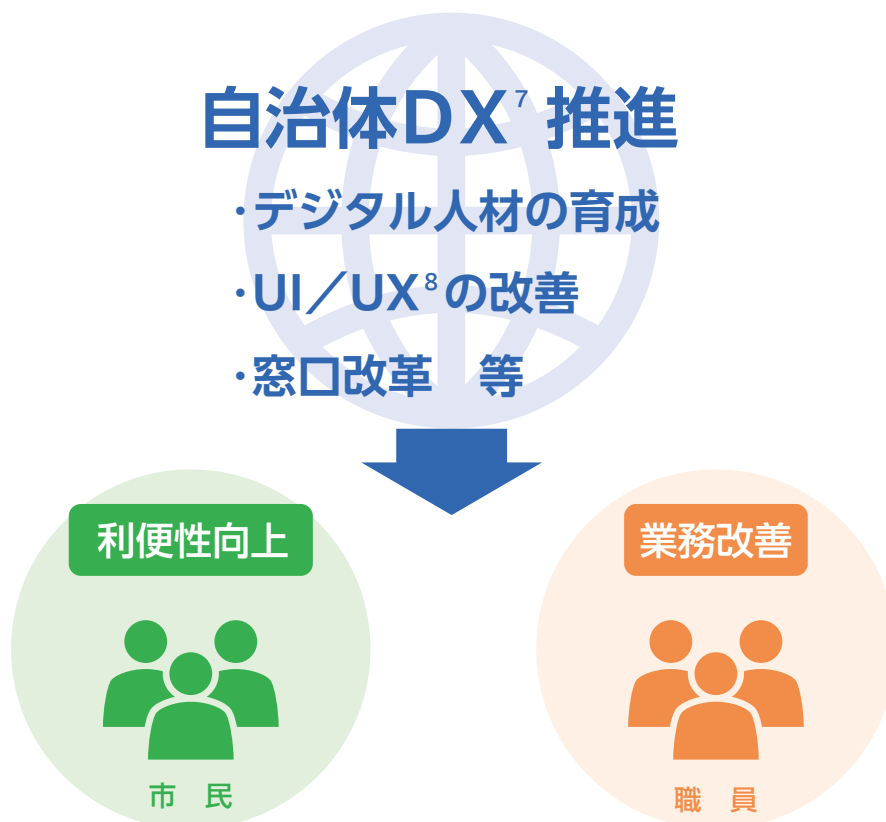 自治体DX⁷ 推進
・デジタル人材の育成
・UI／UX⁸の改善
・窓口改革　等
利便性向上
業務改善
市　民
職　員